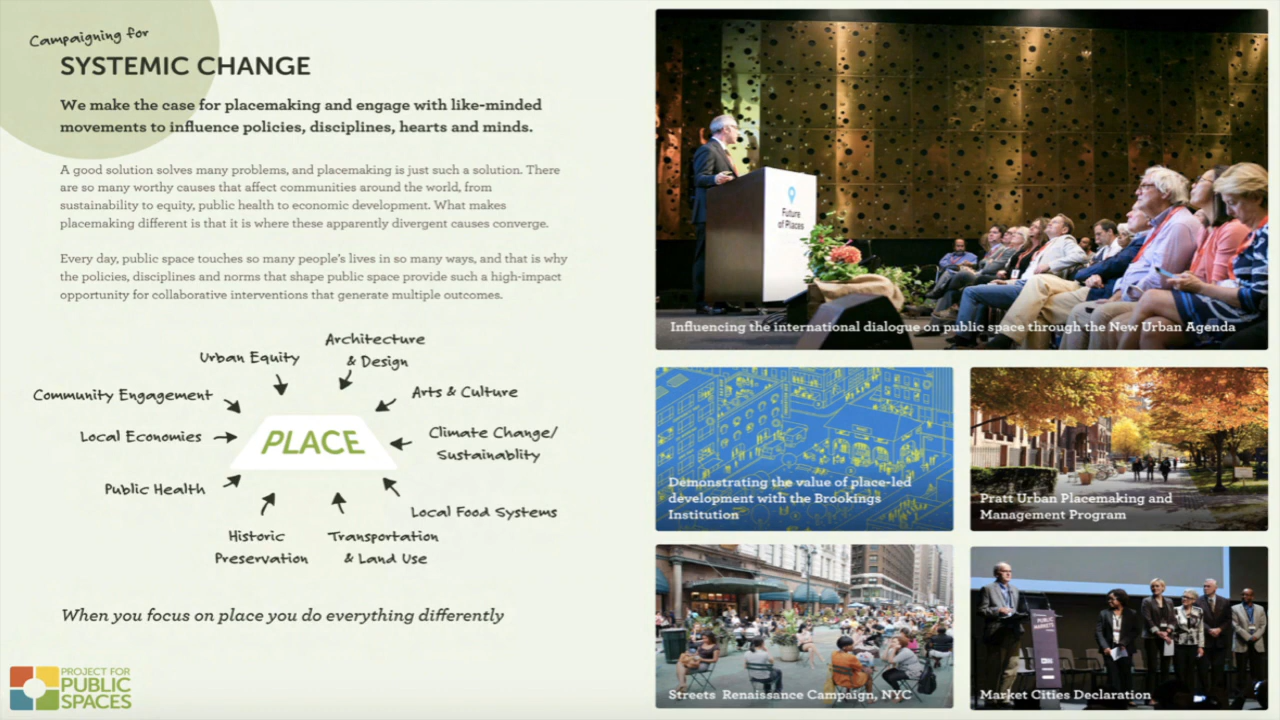 Campaigning for
SYSTEMIC CHANGE
We make the case for placemaking and engage with like-minded
movements to influence policies, disciplines, hearts and minds.
A good solution solves many problems, and placemaking is just such a solution. There
are so many worthy causes that affect communities around the world, from
sustainability to equity, public health to economic development. What makes
placemaking different is that it is where these apparently divergent causes converge.
Every day, public space touches so many people's lives in so many ways, and that is why
the policies, disciplines and norms that shape public space provide such a high-impact
opportunity for collaborative interventions that generate multiple outcomes.
Architecture
& Design
Urban Equity
Arts & Culture
Community Engagement
Climate Change/
Sustainablity
Local Economies
PLACE
Public Health
Local Food Systems
Historic
Preservation
Transportation
& Land Use
When you focus on place you do everything differently
PROJECT FOR
PUBLIC
SPACES
Future
of Places
Influencing the international dialogue on public space through the New Urban Agenda
Demonstrating the value of place-led
development with the Brookings
Institution
Pratt Urban Placemaking and
Management Program
Streets Renaissance Campaign, NYC
PUBLIC
MARKETS
Market Cities Declaration